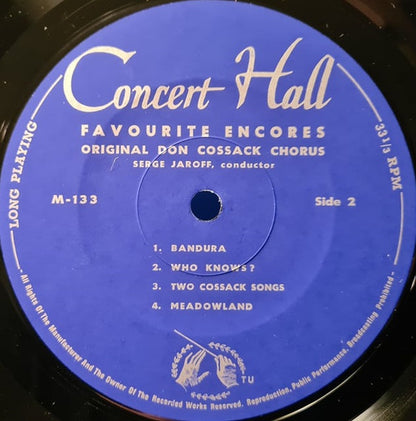 Concert Hall
FAVOURITE ENCORES
ORIGINAL DON COSSACK CHORUS
SERGE JAROFF, conductor
LONG PLAYING
33 1/3 RPM
M-133
Side 2
1. BANDURA
2. WHO KNOWS?
3. TWO COSSACK SONGS
4. MEADOWLAND
TU
- All Rights Of The Manufacturer And The Owner Of The Recorded Works Reserved. Reproduction, Public Performance, Broadcasting Prohibited -